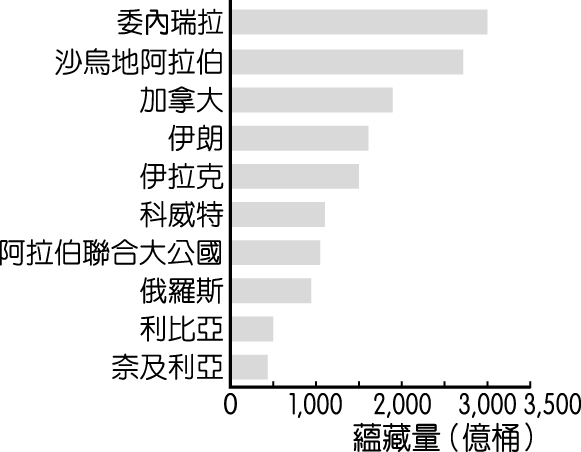 委內瑞拉
沙烏地阿拉伯
加拿大
伊朗
伊拉克
科威特
阿拉伯聯合大公國
俄羅斯
利比亞
奈及利亞
0 1,000 2,000 3,000 3,500
蘊藏量（億桶）